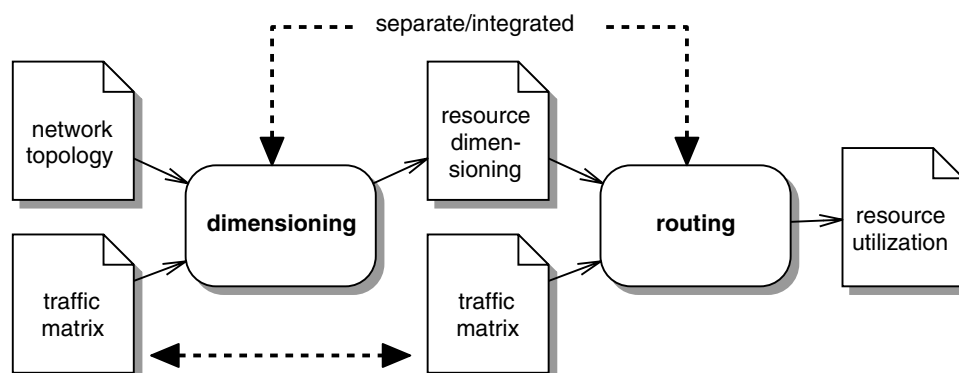 separate/integrated
network
topology
resource
dimen-
sioning
dimensioning
routing
resource
utilization
traffic
matrix
traffic
matrix